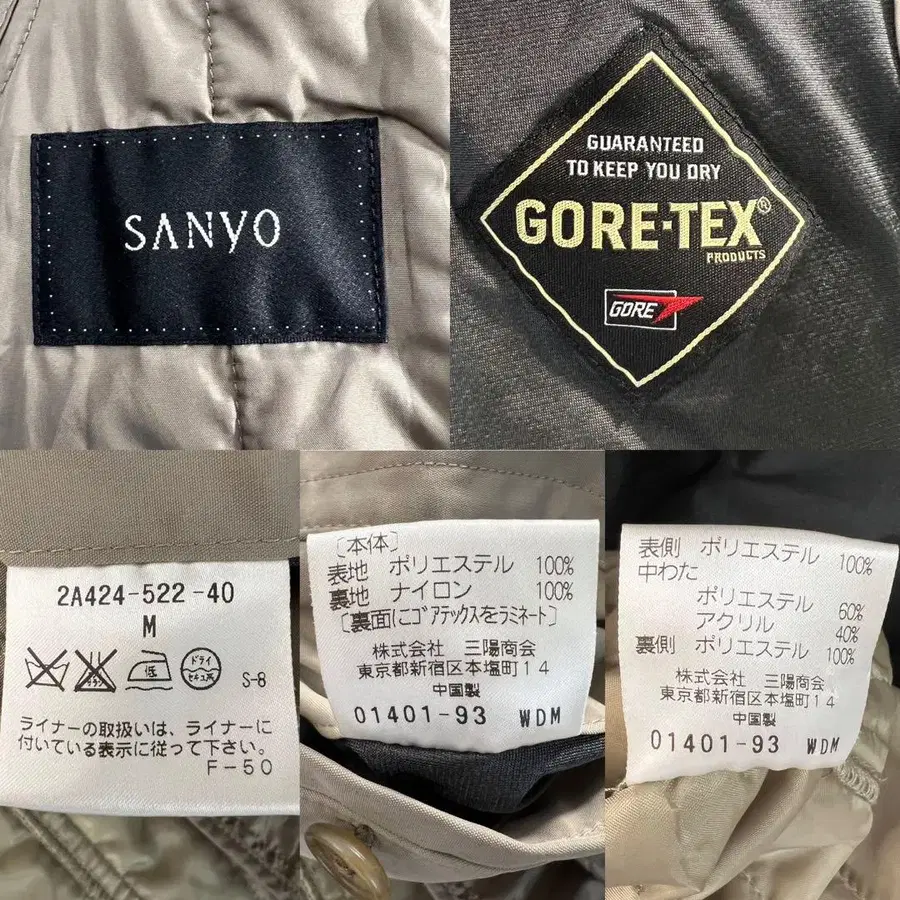 SANYO
GUARANTEED
TO KEEP YOU DRY
GORE-TEX®
PRODUCTS
GORE
2A424-522-40
M
低
ドライ
セキユ系
S-8
ライナーの取扱いは、ライナーに
付いている表示に従って下さい。
F-50
〔本体〕
表地 ポリエステル 100%
裏地 ナイロン 100%
〔裏面にゴアテックスをラミネート〕
株式会社 三陽商会
東京都新宿区本塩町14
中国製
01401-93 WDM
表側 ポリエステル 100%
中わた
ポリエステル 60%
アクリル 40%
裏側 ポリエステル 100%
株式会社 三陽商会
東京都新宿区本塩町14
中国製
01401-93 WDM